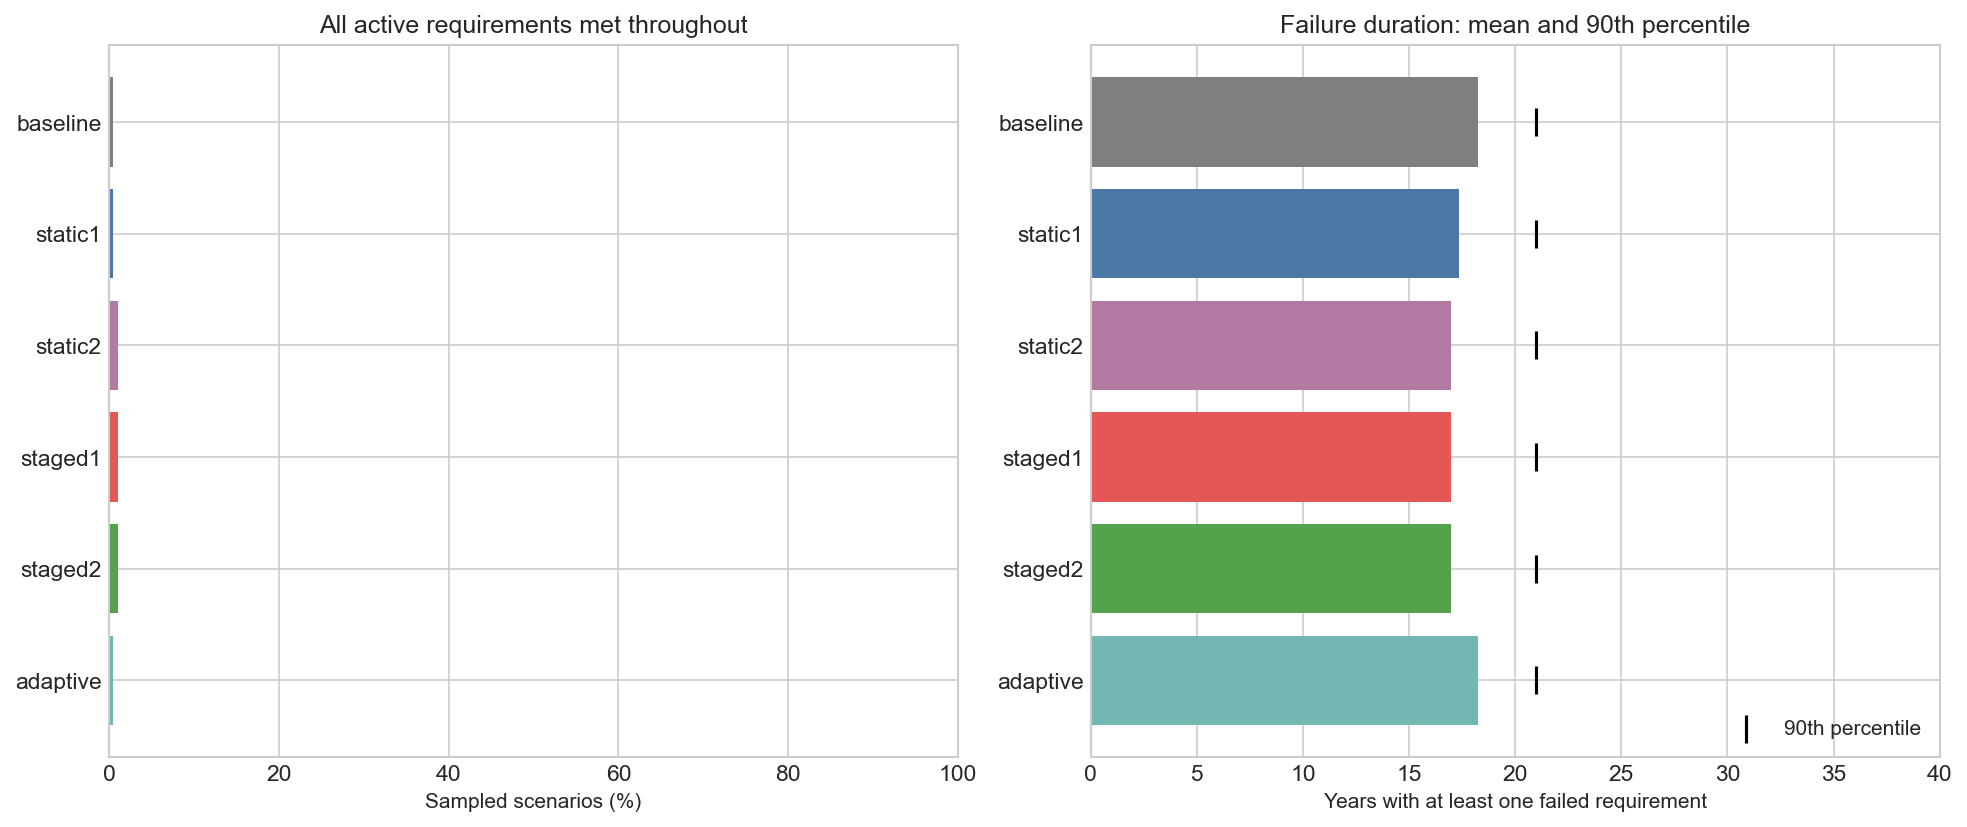 All active requirements met throughout
baseline
static1
static2
staged1
staged2
adaptive
0 20 40 60 80 100
Sampled scenarios (%)
Failure duration: mean and 90th percentile
baseline
static1
static2
staged1
staged2
adaptive
90th percentile
0 5 10 15 20 25 30 35 40
Years with at least one failed requirement